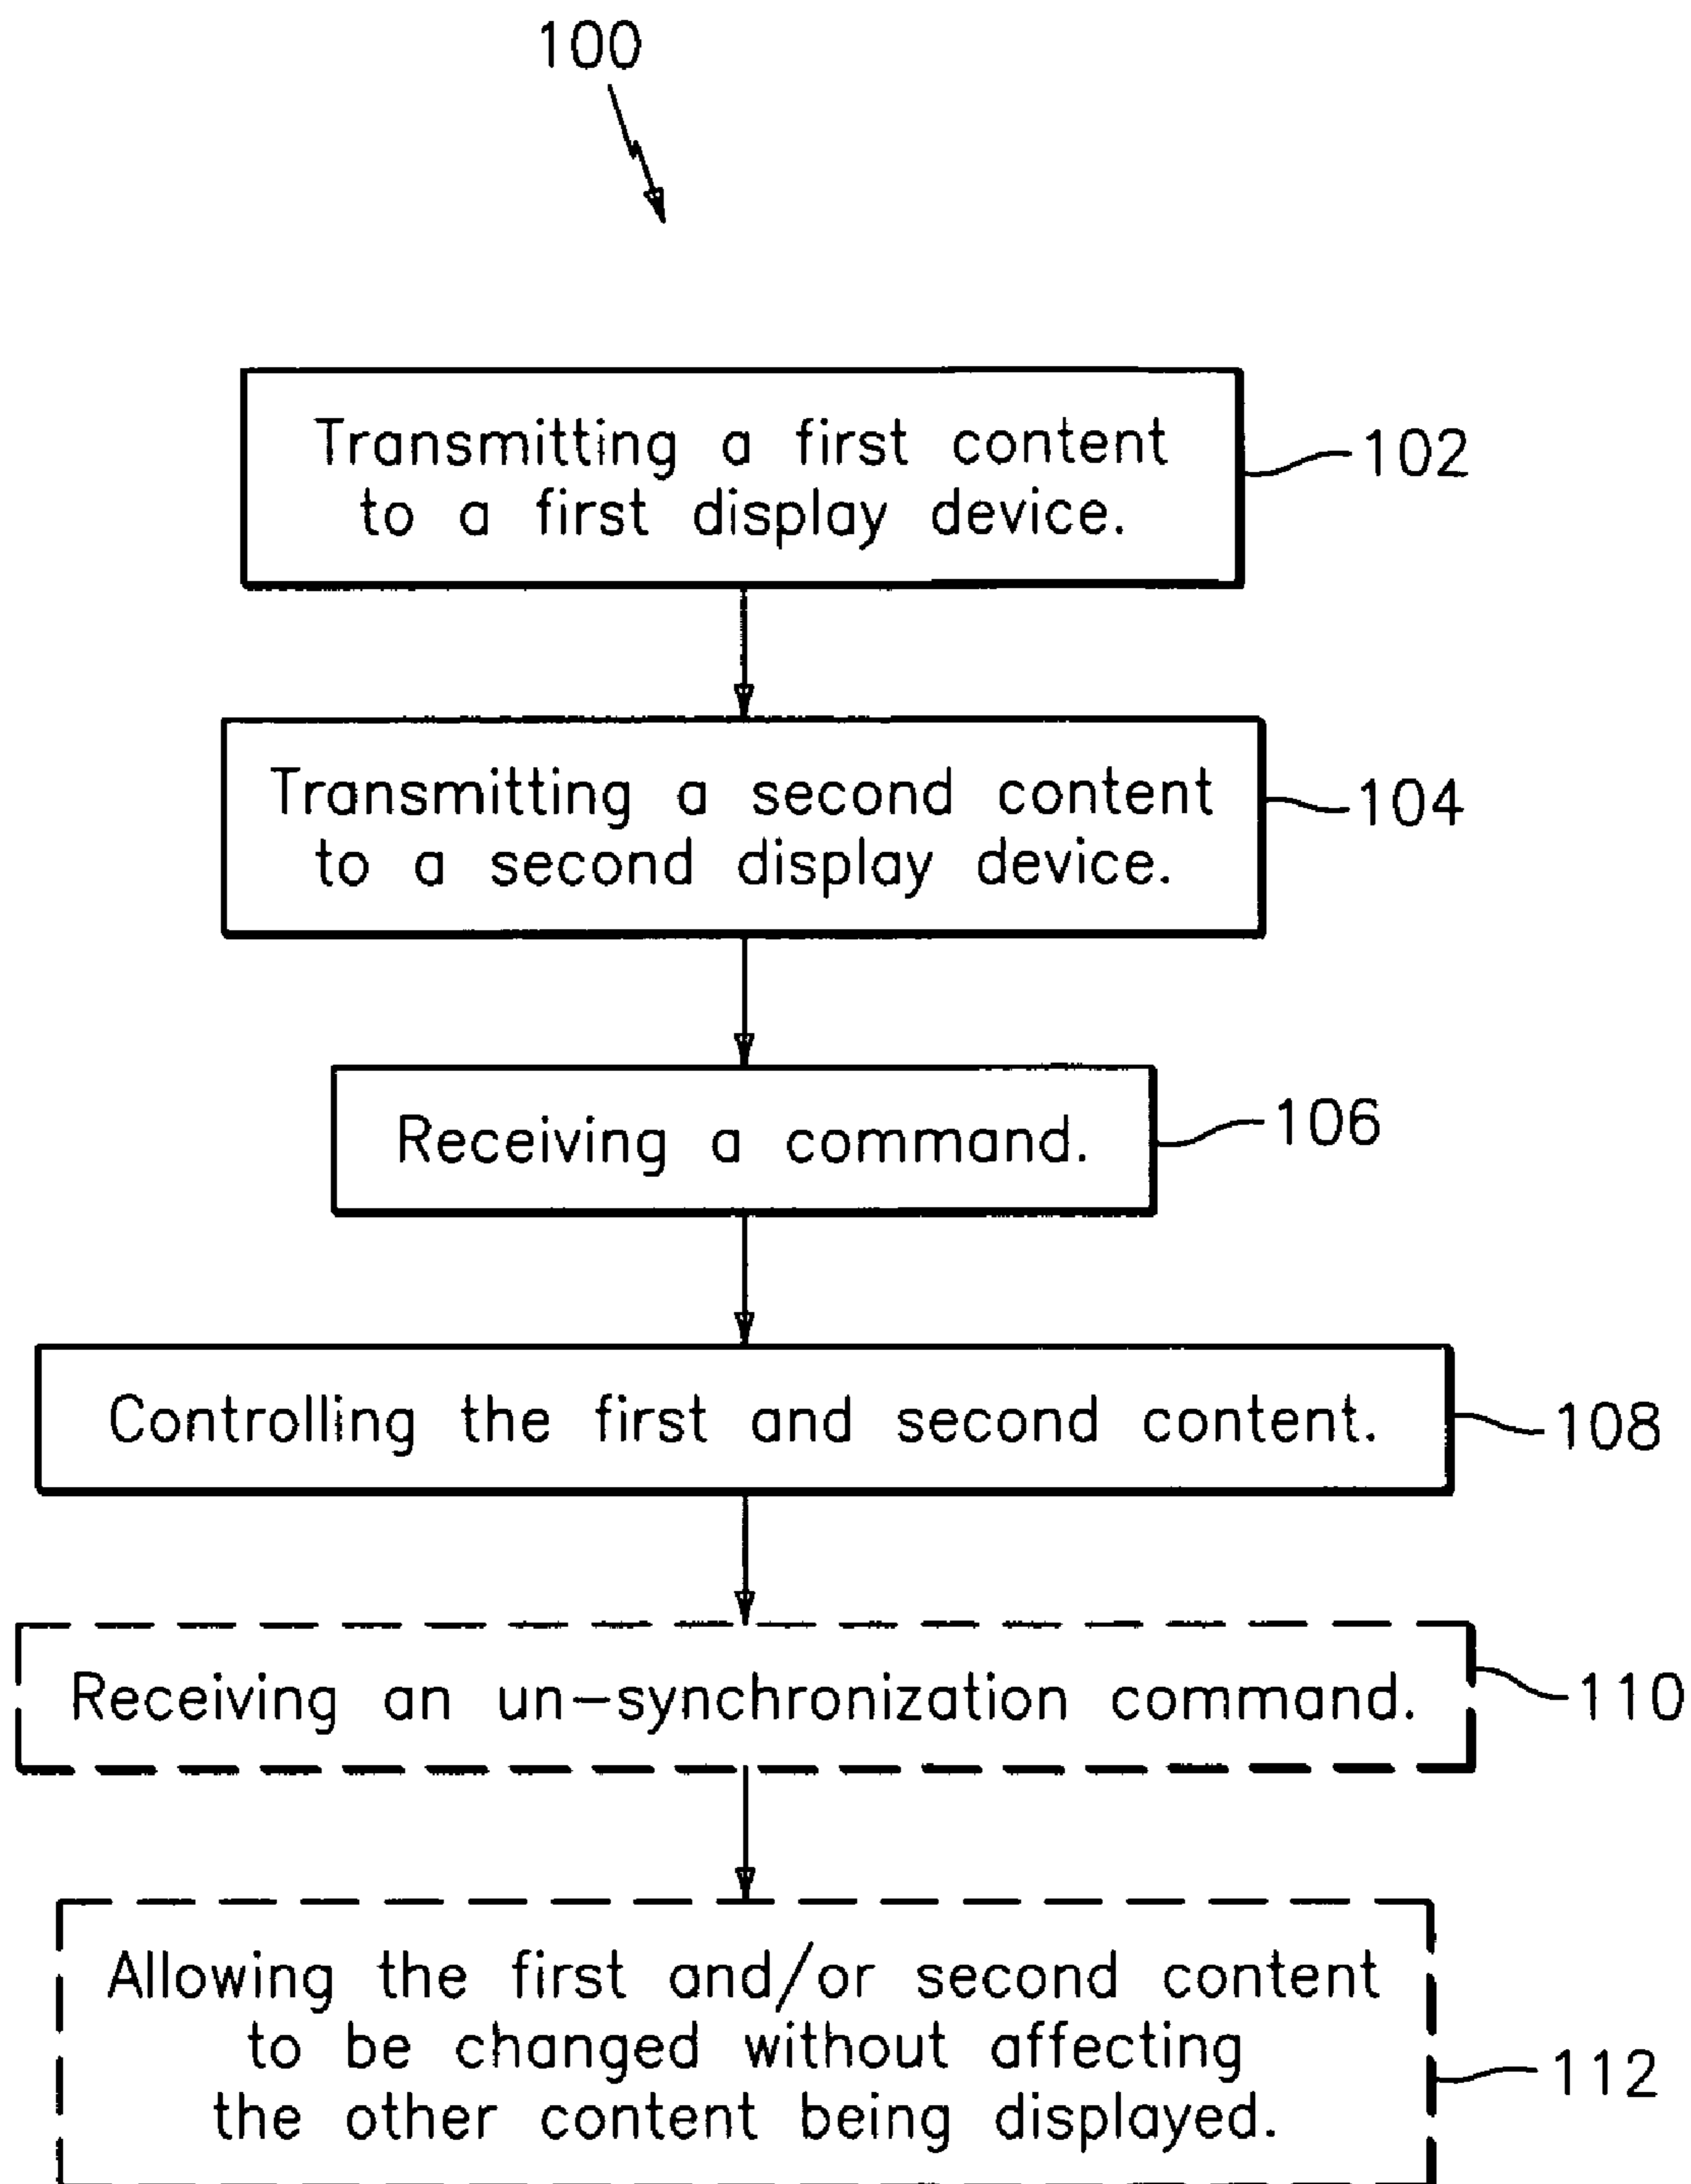 100
Transmitting a first content
to a first display device.
102
Transmitting a second content
to a second display device.
104
Receiving a command.
106
Controlling the first and second content.
108
Receiving an un-synchronization command.
110
Allowing the first and/or second content
to be changed without affecting
the other content being displayed.
112